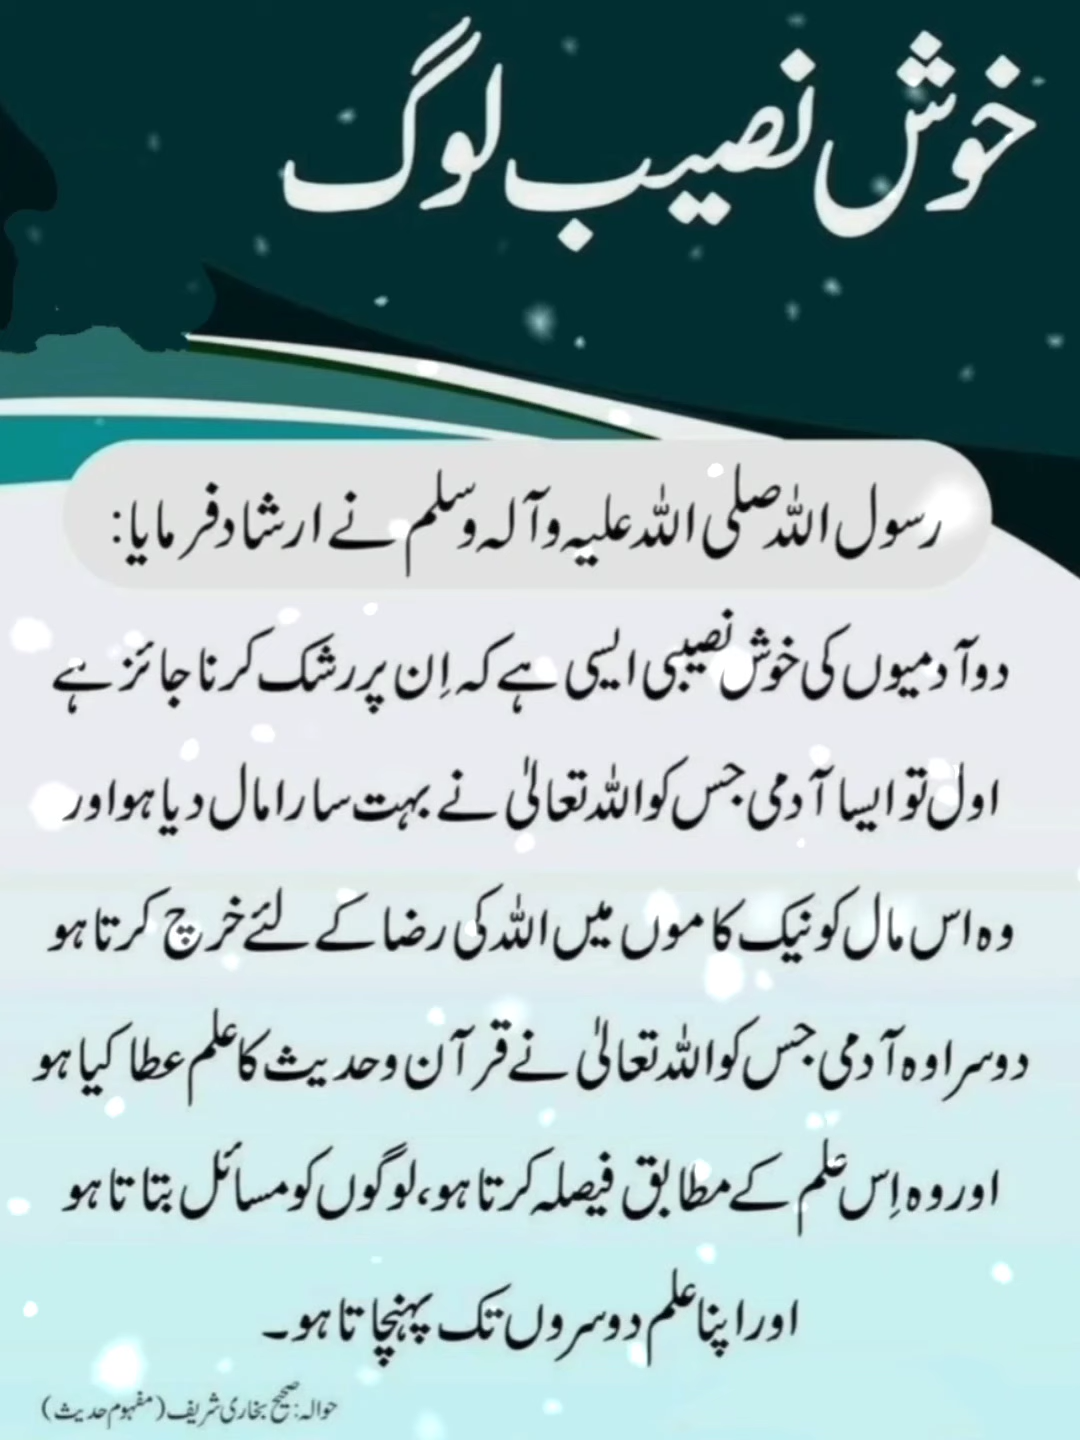 خوش نصیب لوگ
رسول اللہ صلی اللہ علیہ وآلہ وسلم نے ارشاد فرمایا:
دو آدمیوں کی خوش نصیبی ایسی ہے کہ اِن پر رشک کرنا جائز ہے
اول تو ایسا آدمی جس کو اللہ تعالیٰ نے بہت سارا مال دیا ہو اور
وہ اس مال کو نیک کاموں میں اللہ کی رضا کے لئے خرچ کرتا ہو
دوسرا وہ آدمی جس کو اللہ تعالیٰ نے قرآن و حدیث کا علم عطا کیا ہو
اور وہ اِس علم کے مطابق فیصلہ کرتا ہو، لوگوں کو مسائل بتاتا ہو
اور اپنا علم دوسروں تک پہنچاتا ہو۔
حوالہ: صحیح بخاری شریف (مفہوم حدیث)